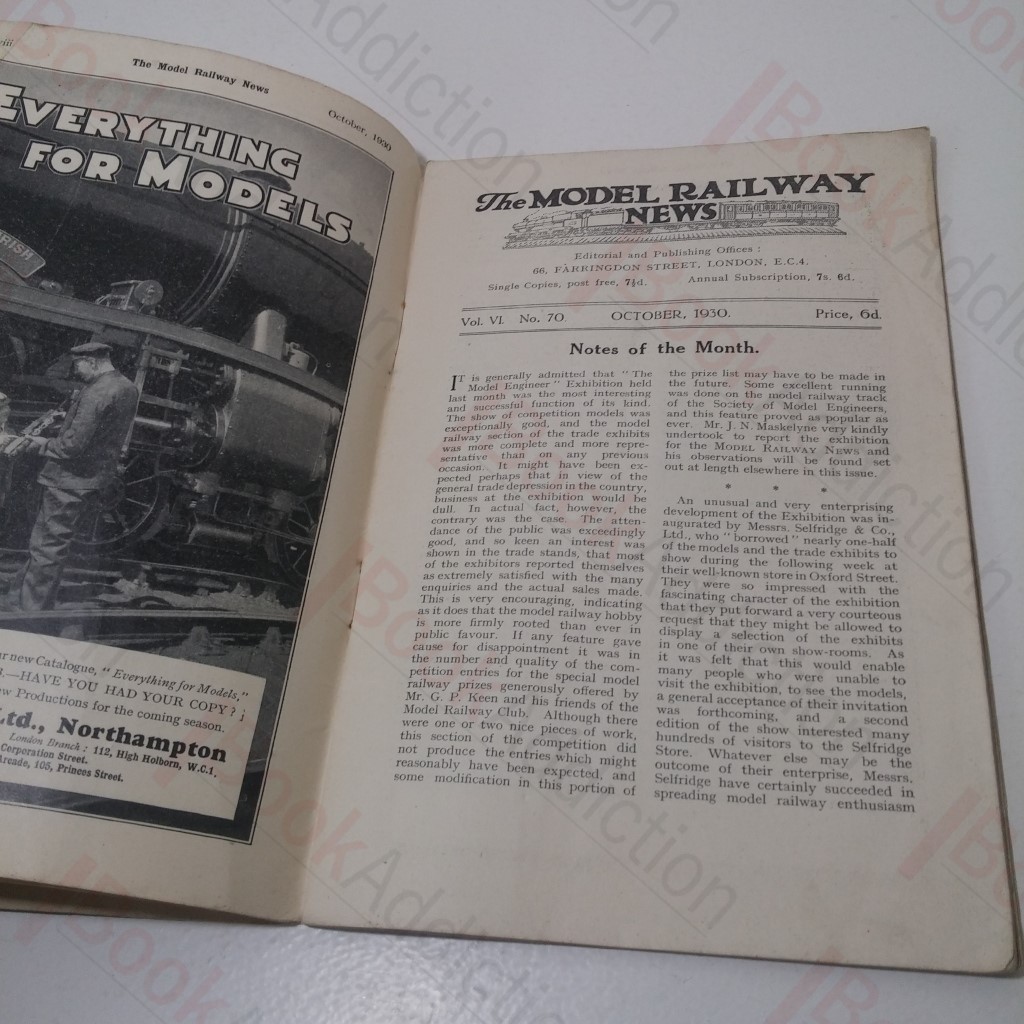 The Model Railway News
October, 1930
EVERYTHING
FOR MODELS
RISH
new Catalogue, "Everything for Models,"
—HAVE YOU HAD YOUR COPY?
Productions for the coming season.
Ltd., Northampton
London Branch: 112, High Holborn, W.C.1.
Corporation Street.
Arcade, 105, Princes Street.
The MODEL RAILWAY
NEWS
Editorial and Publishing Offices:
66, FARRINGDON STREET, LONDON, E.C.4.
Single Copies, post free, 7½d. Annual Subscription, 7s. 6d.
Vol. VI. No. 70. OCTOBER, 1930. Price, 6d.
Notes of the Month.
IT is generally admitted that "The
Model Engineer" Exhibition held
last month was the most interesting
and successful function of its kind.
The show of competition models was
exceptionally good, and the model
railway section of the trade exhibits
was more complete and more repre-
sentative than on any previous
occasion. It might have been ex-
pected perhaps that in view of the
general trade depression in the country,
business at the exhibition would be
dull. In actual fact, however, the
contrary was the case. The atten-
dance of the public was exceedingly
good, and so keen an interest was
shown in the trade stands, that most
of the exhibitors reported themselves
as extremely satisfied with the many
enquiries and the actual sales made.
This is very encouraging, indicating
as it does that the model railway hobby
is more firmly rooted than ever in
public favour. If any feature gave
cause for disappointment it was in
the number and quality of the com-
petition entries for the special model
railway prizes generously offered by
Mr. G. P. Keen and his friends of the
Model Railway Club. Although there
were one or two nice pieces of work,
this section of the competition did
not produce the entries which might
reasonably have been expected, and
some modification in this portion of
the prize list may have to be made in
the future. Some excellent running
was done on the model railway track
of the Society of Model Engineers,
and this feature proved as popular as
ever. Mr. J. N. Maskelyne very kindly
undertook to report the exhibition
for the MODEL RAILWAY NEWS and
his observations will be found set
out at length elsewhere in this issue.
* * *
An unusual and very enterprising
development of the Exhibition was in-
augurated by Messrs. Selfridge & Co.,
Ltd., who "borrowed" nearly one-half
of the models and the trade exhibits to
show during the following week at
their well-known store in Oxford Street.
They were so impressed with the
fascinating character of the exhibition
that they put forward a very courteous
request that they might be allowed to
display a selection of the exhibits
in one of their own show-rooms. As
it was felt that this would enable
many people who were unable to
visit the exhibition, to see the models,
a general acceptance of their invitation
was forthcoming, and a second
edition of the show interested many
hundreds of visitors to the Selfridge
Store. Whatever else may be the
outcome of their enterprise, Messrs.
Selfridge have certainly succeeded in
spreading model railway enthusiasm
BookAddiction